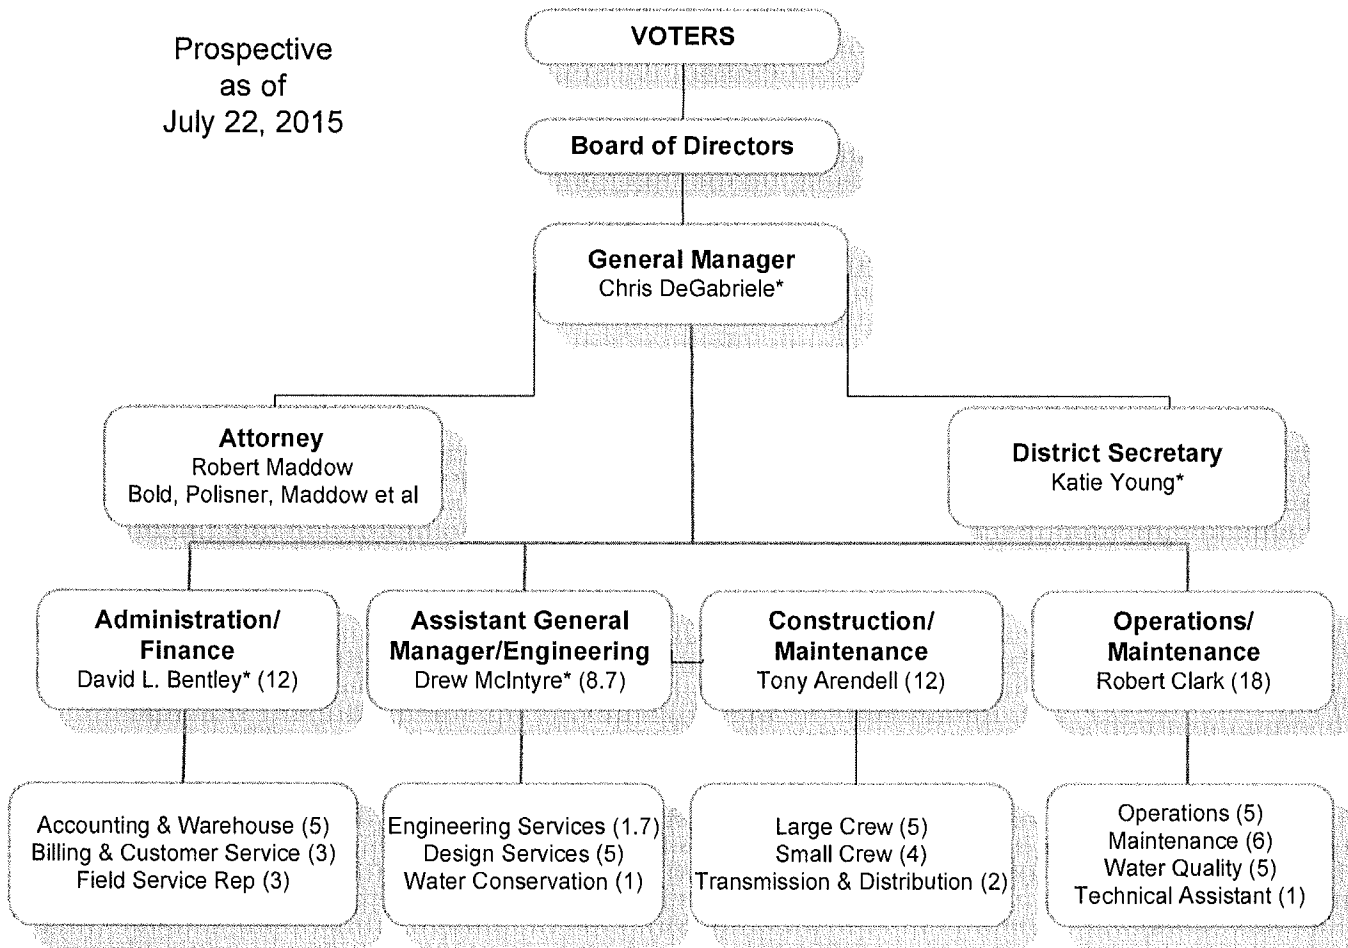 Prospective
as of
July 22, 2015
VOTERS
Board of Directors
General Manager
Chris DeGabriele*
Attorney
Robert Maddow
Bold, Polisner, Maddow et al
District Secretary
Katie Young*
Administration/
Finance
David L. Bentley* (12)
Assistant General
Manager/Engineering
Drew McIntyre* (8.7)
Construction/
Maintenance
Tony Arendell (12)
Operations/
Maintenance
Robert Clark (18)
Accounting & Warehouse (5)
Billing & Customer Service (3)
Field Service Rep (3)
Engineering Services (1.7)
Design Services (5)
Water Conservation (1)
Large Crew (5)
Small Crew (4)
Transmission & Distribution (2)
Operations (5)
Maintenance (6)
Water Quality (5)
Technical Assistant (1)